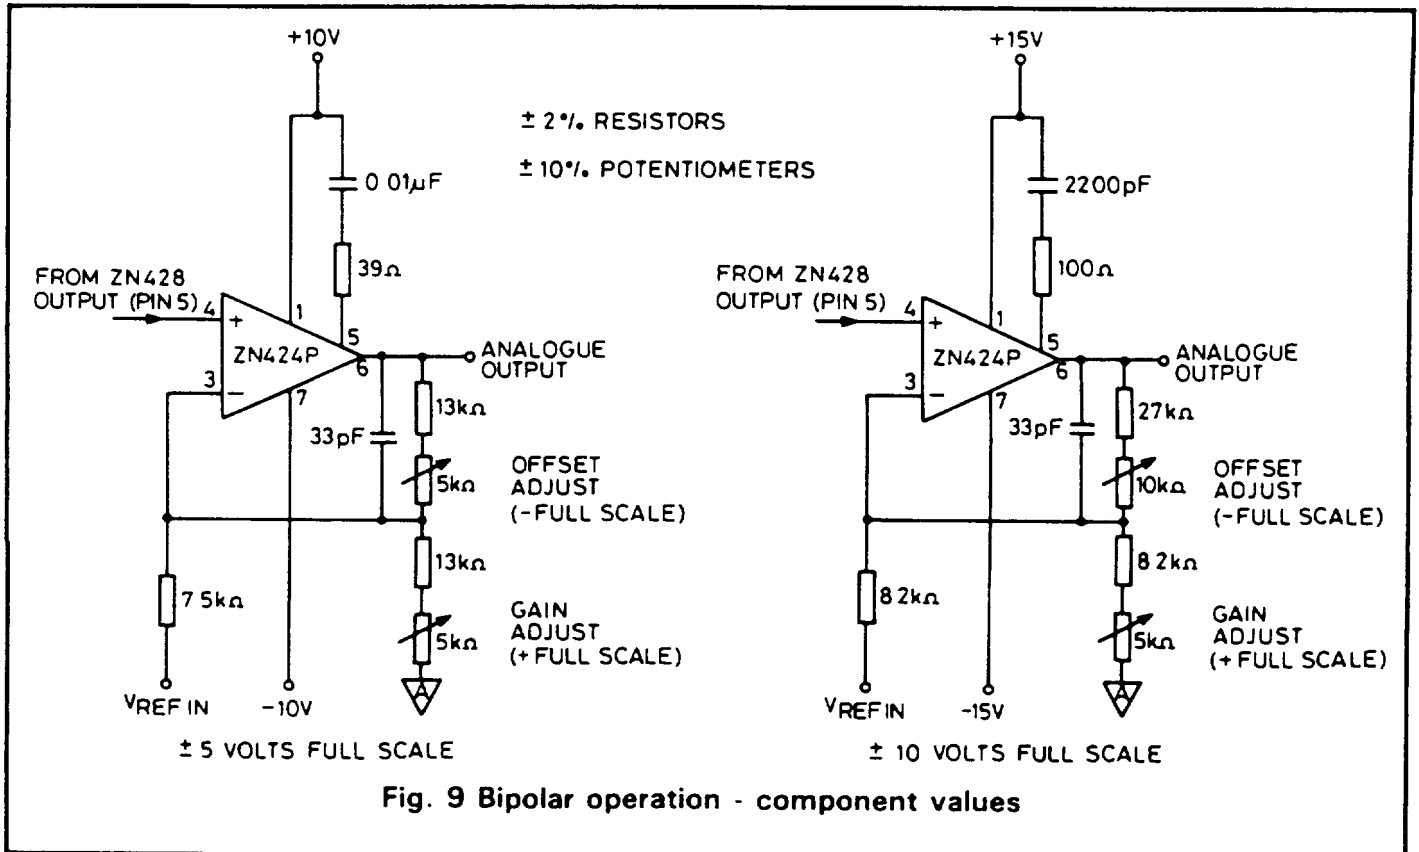 +10V
± 2% RESISTORS
± 10% POTENTIOMETERS
0 01µF
39Ω
FROM ZN428
OUTPUT (PIN 5)
4
+
1
5
ZN424P
6
ANALOGUE
OUTPUT
3
−
7
13kΩ
33pF
OFFSET
ADJUST
(-FULL SCALE)
5kΩ
13kΩ
7 5kΩ
GAIN
ADJUST
(+FULL SCALE)
5kΩ
A
VREF IN
-10V
± 5 VOLTS FULL SCALE
+15V
2200pF
100Ω
FROM ZN428
OUTPUT (PIN 5)
4
+
1
5
ZN424P
6
ANALOGUE
OUTPUT
3
−
7
27kΩ
33pF
OFFSET
ADJUST
(-FULL SCALE)
10kΩ
8 2kΩ
8 2kΩ
GAIN
ADJUST
(+FULL SCALE)
5kΩ
A
VREF IN
-15V
± 10 VOLTS FULL SCALE
Fig. 9 Bipolar operation - component values